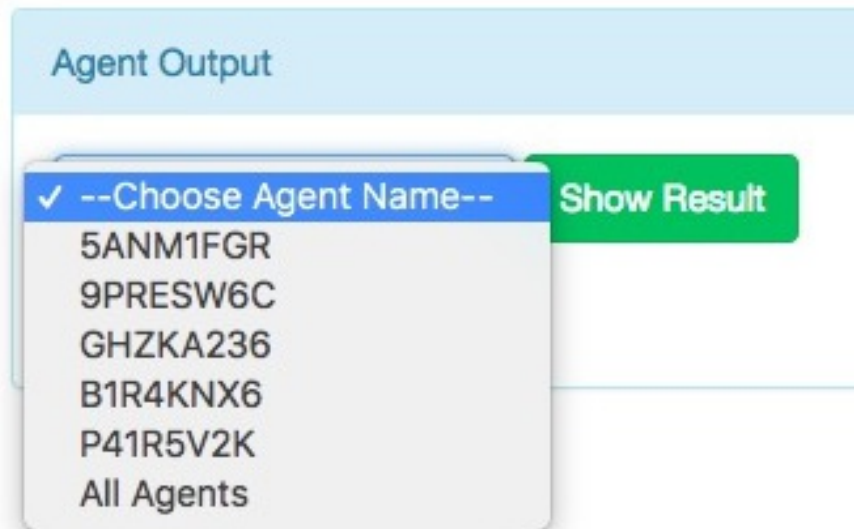 Agent Output
✓ --Choose Agent Name--
Show Result
5ANM1FGR
9PRESW6C
GHZKA236
B1R4KNX6
P41R5V2K
All Agents